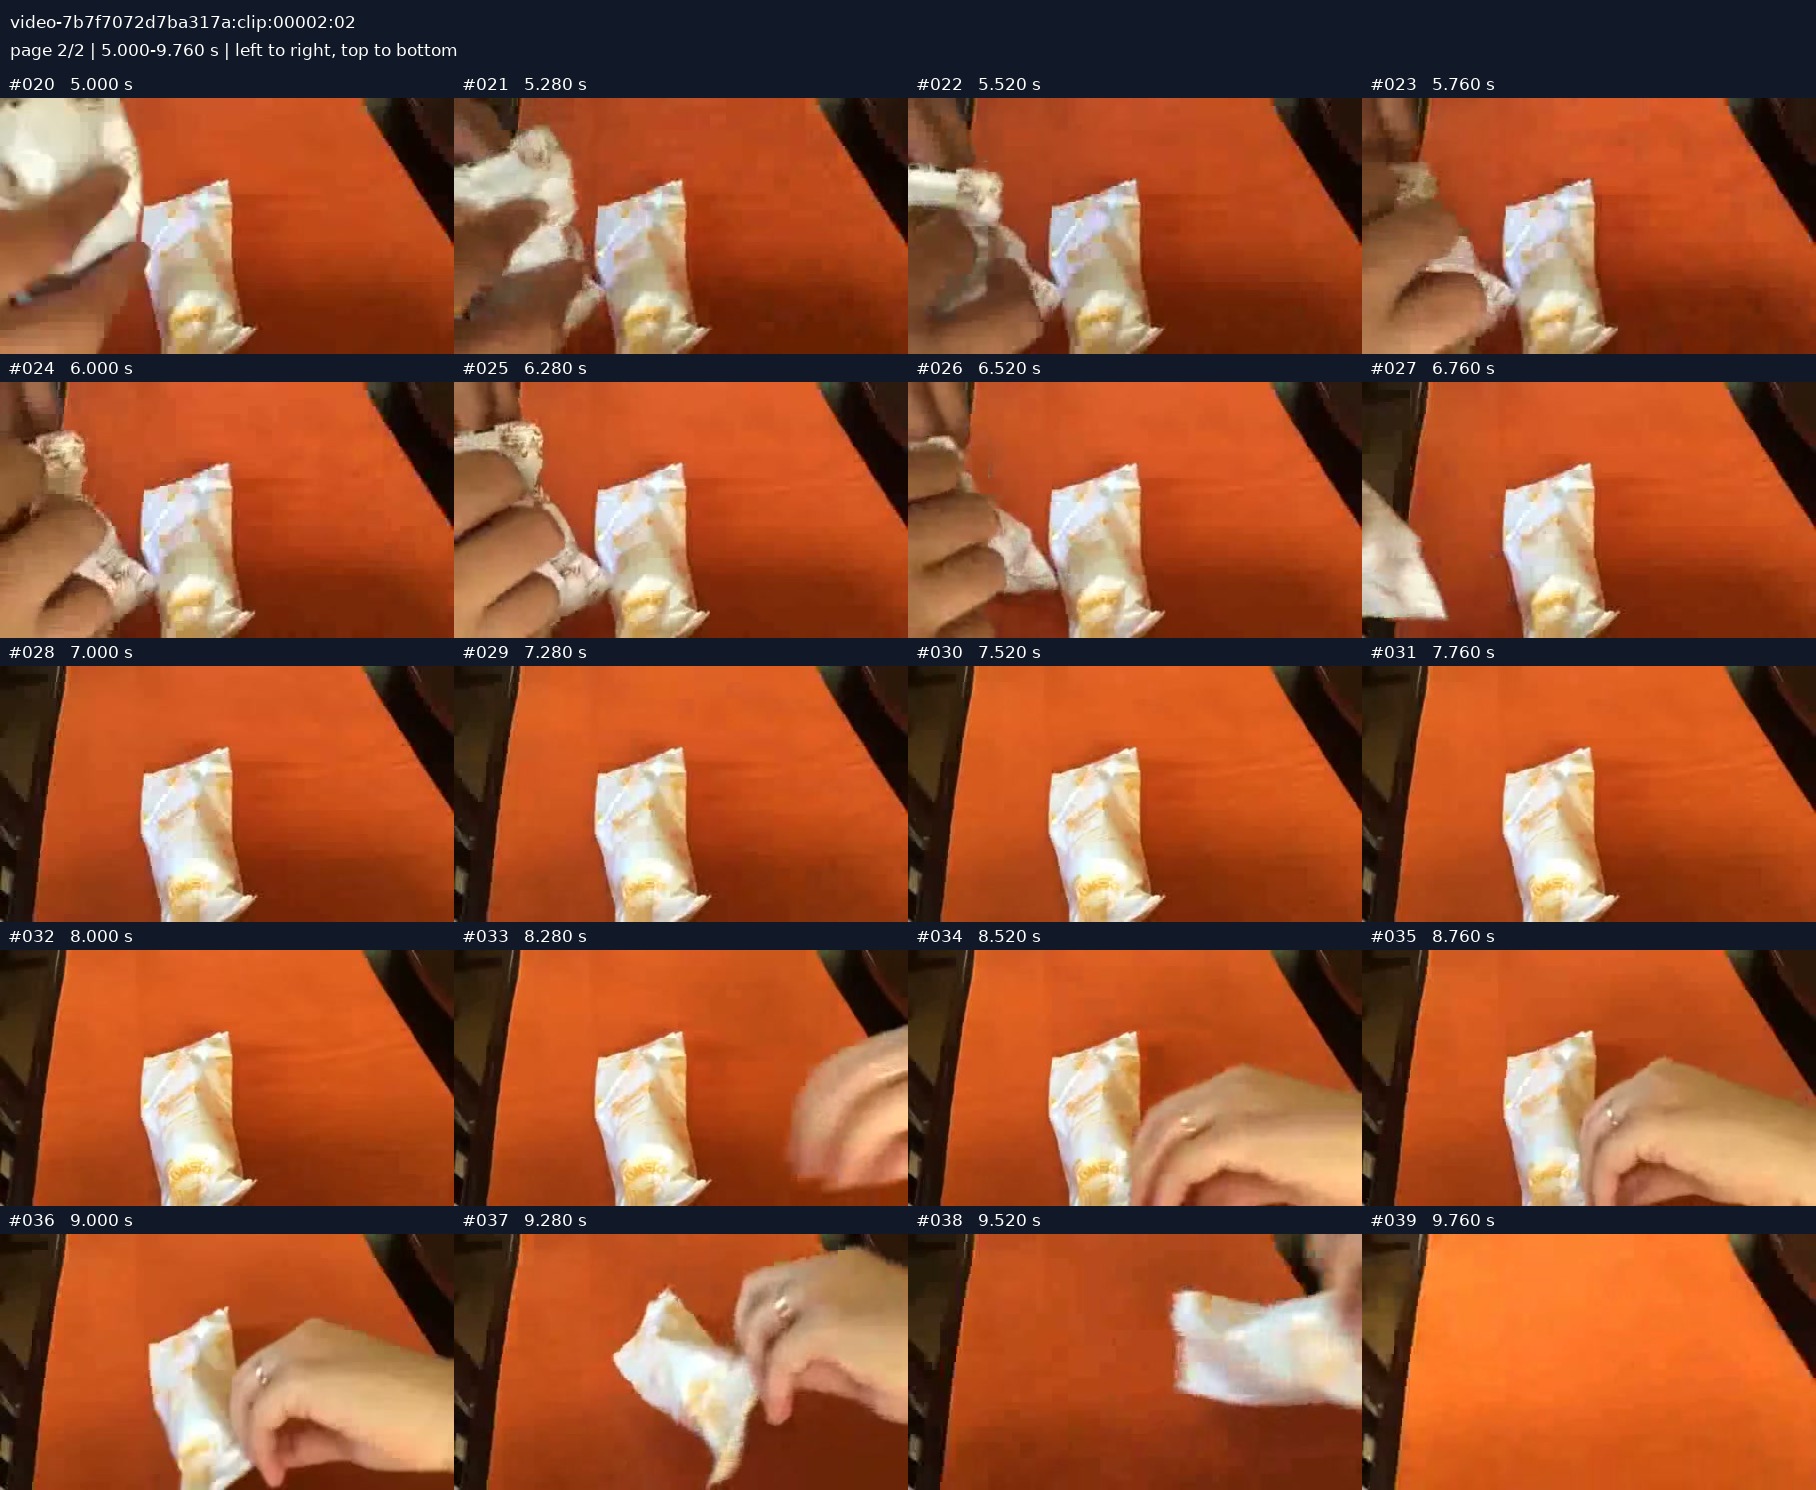 video-7b7f7072d7ba317a:clip:00002:02
page 2/2 | 5.000-9.760 s | left to right, top to bottom
#020 5.000 s
#021 5.280 s
#022 5.520 s
#023 5.760 s
#024 6.000 s
#025 6.280 s
#026 6.520 s
#027 6.760 s
#028 7.000 s
#029 7.280 s
#030 7.520 s
#031 7.760 s
#032 8.000 s
#033 8.280 s
#034 8.520 s
#035 8.760 s
#036 9.000 s
#037 9.280 s
#038 9.520 s
#039 9.760 s